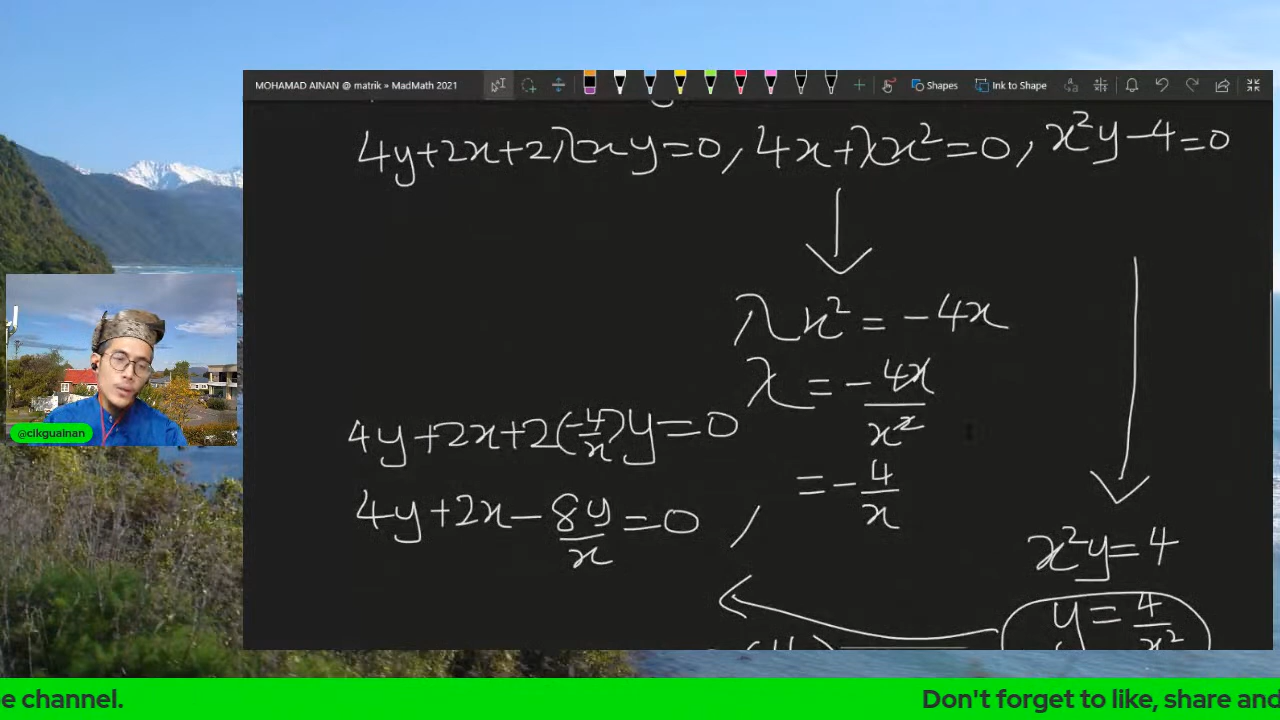 MOHAMAD AINAN @ matrik » MadMath 2021
Shapes
Ink to Shape
4y+2x+2λxy=0, 4x+λx²=0, x²y-4=0
λx² = -4x
λ = -4x/x²
4y+2x+2(-4/x)y=0
= -4/x
4y+2x-8y/x=0,
x²y=4
y=4/x²
@cikguainan
e channel.
Don't forget to like, share and